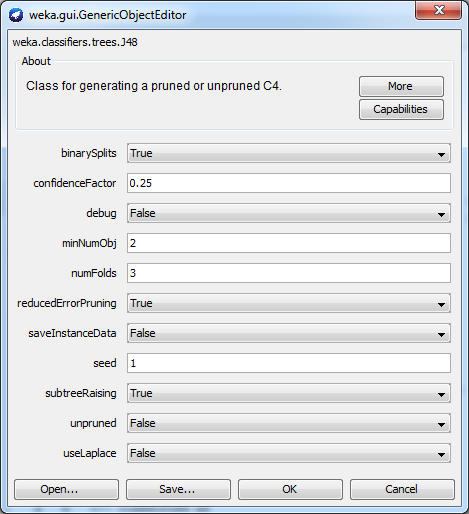 weka.gui.GenericObjectEditor
weka.classifiers.trees.J48
About
Class for generating a pruned or unpruned C4.
More
Capabilities
binarySplits True
confidenceFactor 0.25
debug False
minNumObj 2
numFolds 3
reducedErrorPruning True
saveInstanceData False
seed 1
subtreeRaising True
unpruned False
useLaplace False
Open... Save... OK Cancel